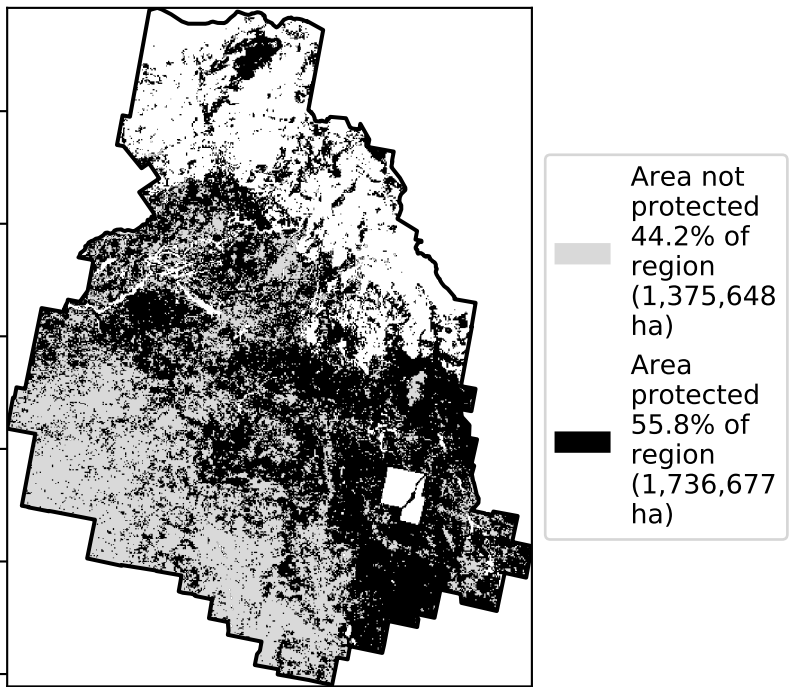 Area not
protected
44.2% of
region
(1,375,648
ha)
Area
protected
55.8% of
region
(1,736,677
ha)